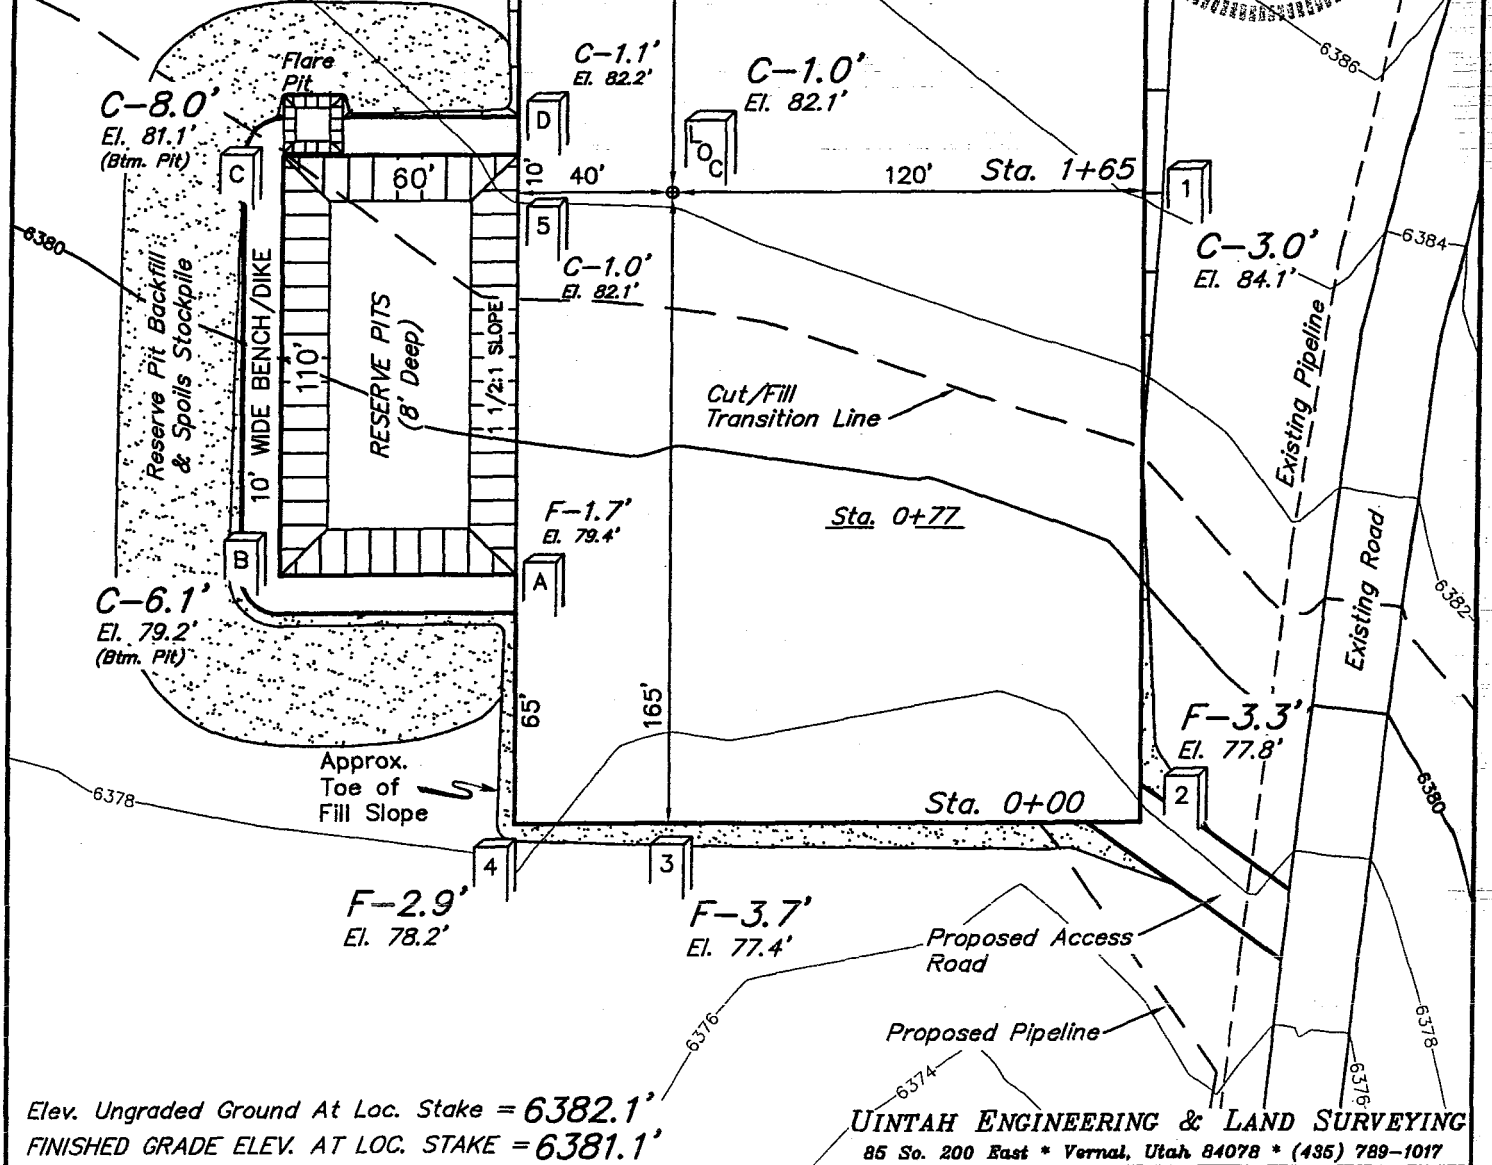 6386
Flare
Pit
C-1.1'
El. 82.2'
C-1.0'
El. 82.1'
C-8.0'
El. 81.1'
(Btm. Pit)
C
D
LOC
60'
10'
40'
120'
Sta. 1+65
1
5
6380
6384
C-3.0'
El. 84.1'
C-1.0'
El. 82.1'
Reserve Pit Backfill
& Spoils Stockpile
10' WIDE BENCH/DIKE
110'
RESERVE PITS
(8' Deep)
1 1/2:1 SLOPE
Existing Pipeline
Cut/Fill
Transition Line
F-1.7'
El. 79.4'
Sta. 0+77
Existing Road
B
A
6382
C-6.1'
El. 79.2'
(Btm. Pit)
65'
165'
F-3.3'
El. 77.8'
Approx.
Toe of
Fill Slope
6378
Sta. 0+00
2
6380
4
3
F-2.9'
El. 78.2'
F-3.7'
El. 77.4'
Proposed Access
Road
6376
Proposed Pipeline
6378
6374
6376
Elev. Ungraded Ground At Loc. Stake = 6382.1'
FINISHED GRADE ELEV. AT LOC. STAKE = 6381.1'
UINTAH ENGINEERING & LAND SURVEYING
85 So. 200 East * Vernal, Utah 84078 * (435) 789-1017